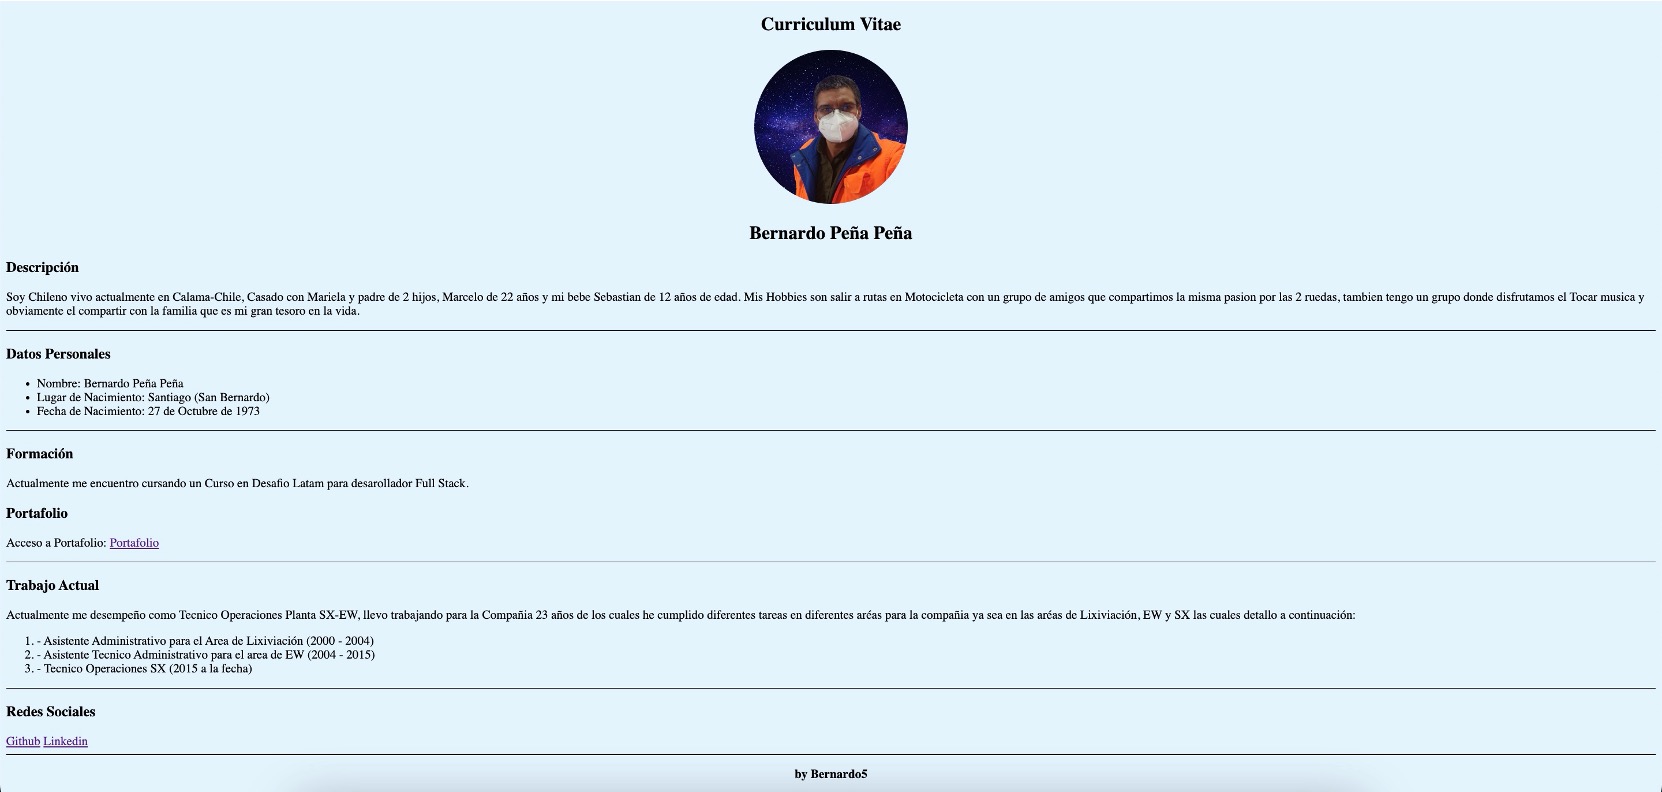 Curriculum Vitae
Bernardo Peña Peña
Descripción
Soy Chileno vivo actualmente en Calama-Chile, Casado con Mariela y padre de 2 hijos, Marcelo de 22 años y mi bebe Sebastian de 12 años de edad. Mis Hobbies son salir a rutas en Motocicleta con un grupo de amigos que compartimos la misma pasion por las 2 ruedas, tambien tengo un grupo donde disfrutamos el Tocar musica y
obviamente el compartir con la familia que es mi gran tesoro en la vida.
Datos Personales
• Nombre: Bernardo Peña Peña
• Lugar de Nacimiento: Santiago (San Bernardo)
• Fecha de Nacimiento: 27 de Octubre de 1973
Formación
Actualmente me encuentro cursando un Curso en Desafio Latam para desarollador Full Stack.
Portafolio
Acceso a Portafolio: Portafolio
Trabajo Actual
Actualmente me desempeño como Tecnico Operaciones Planta SX-EW, llevo trabajando para la Compañia 23 años de los cuales he cumplido diferentes tareas en diferentes aréas para la compañia ya sea en las aréas de Lixiviación, EW y SX las cuales detallo a continuación:
1. - Asistente Administrativo para el Area de Lixiviación (2000 - 2004)
2. - Asistente Tecnico Administrativo para el area de EW (2004 - 2015)
3. - Tecnico Operaciones SX (2015 a la fecha)
Redes Sociales
Github Linkedin
by Bernardo5